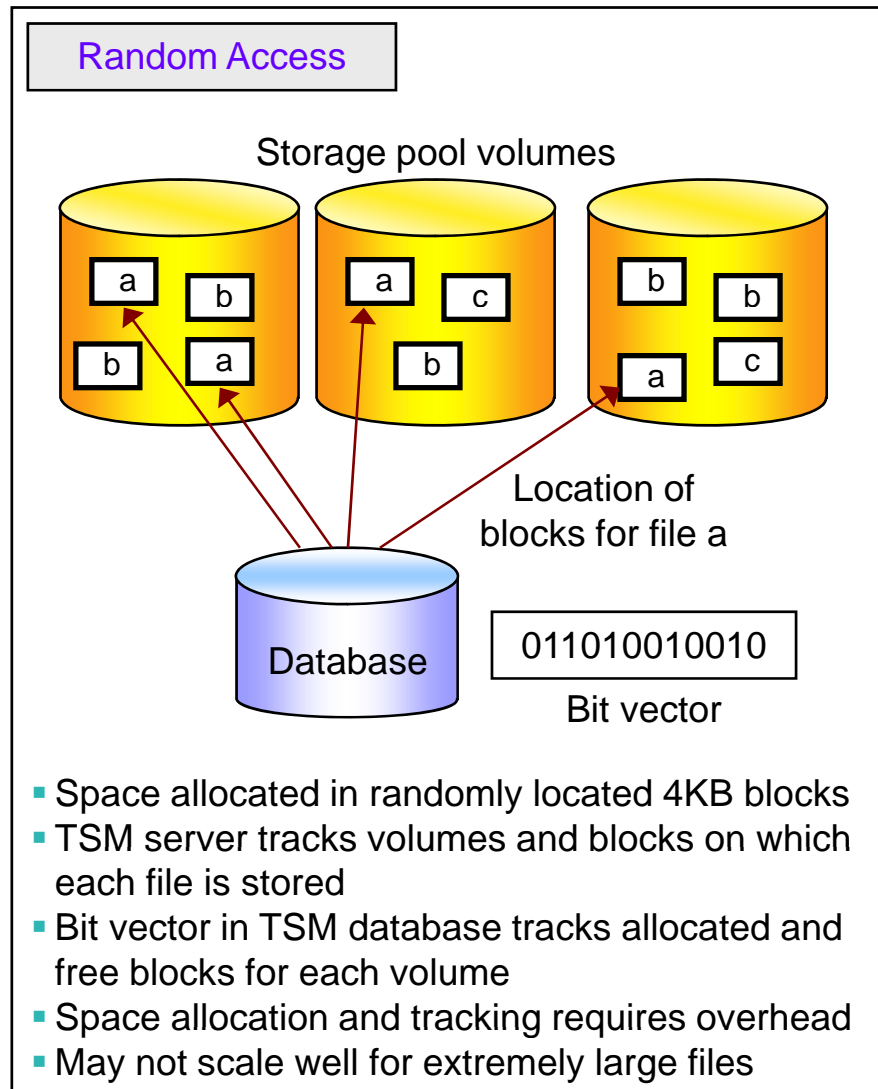 Random Access
Storage pool volumes
a
b
b
a
a
c
b
b
b
a
c
Location of
blocks for file a
Database
011010010010
Bit vector
▪ Space allocated in randomly located 4KB blocks
▪ TSM server tracks volumes and blocks on which
each file is stored
▪ Bit vector in TSM database tracks allocated and
free blocks for each volume
▪ Space allocation and tracking requires overhead
▪ May not scale well for extremely large files